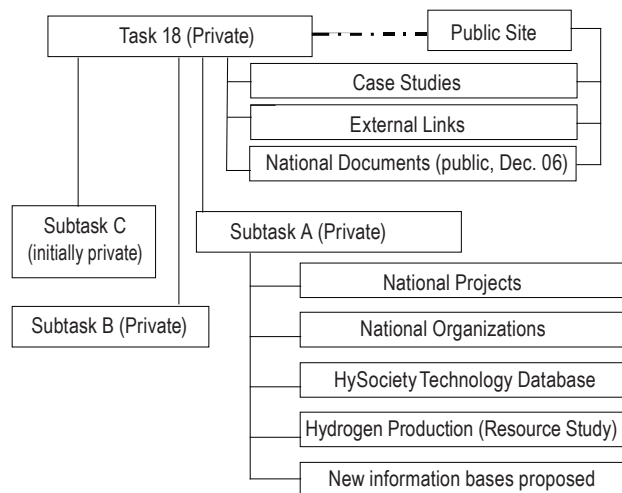 Task 18 (Private)
Public Site
Case Studies
External Links
National Documents (public, Dec. 06)
Subtask C
(initially private)
Subtask A (Private)
National Projects
Subtask B (Private)
National Organizations
HySociety Technology Database
Hydrogen Production (Resource Study)
New information bases proposed